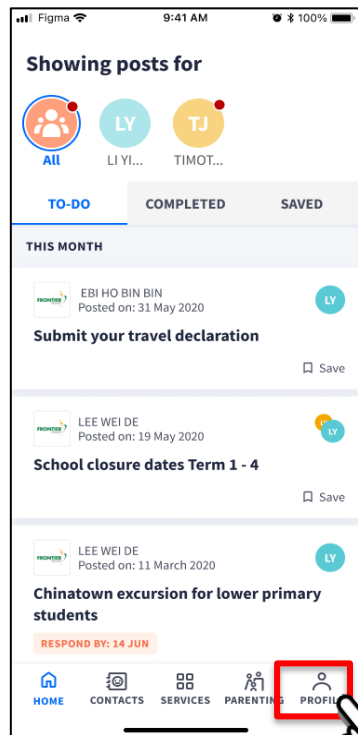 Figma 9:41 AM 100%
Showing posts for
LY TJ
All LI YI... TIMOT...
TO-DO COMPLETED SAVED
THIS MONTH
FRONTIER EBI HO BIN BIN
Posted on: 31 May 2020
LY
Submit your travel declaration
Save
FRONTIER LEE WEI DE
Posted on: 19 May 2020
LY
School closure dates Term 1 - 4
Save
FRONTIER LEE WEI DE
Posted on: 11 March 2020
LY
Chinatown excursion for lower primary
students
RESPOND BY: 14 JUN
HOME CONTACTS SERVICES PARENTING PROFIL